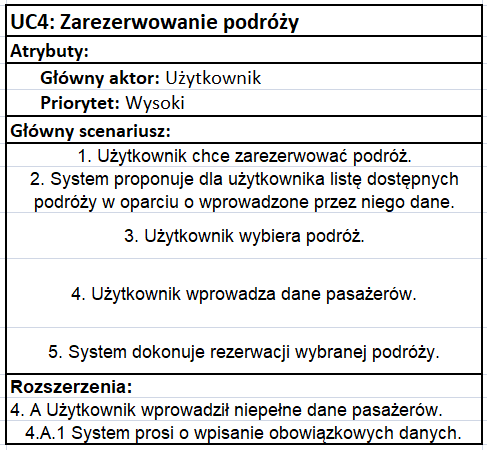 UC4: Zarezerwowanie podróży
Atrybuty:
Główny aktor: Użytkownik
Priorytet: Wysoki
Główny scenariusz:
1. Użytkownik chce zarezerwować podróż.
2. System proponuje dla użytkownika listę dostępnych
podróży w oparciu o wprowadzone przez niego dane.
3. Użytkownik wybiera podróż.
4. Użytkownik wprowadza dane pasażerów.
5. System dokonuje rezerwacji wybranej podróży.
Rozszerzenia:
4. A Użytkownik wprowadził niepełne dane pasażerów.
4.A.1 System prosi o wpisanie obowiązkowych danych.